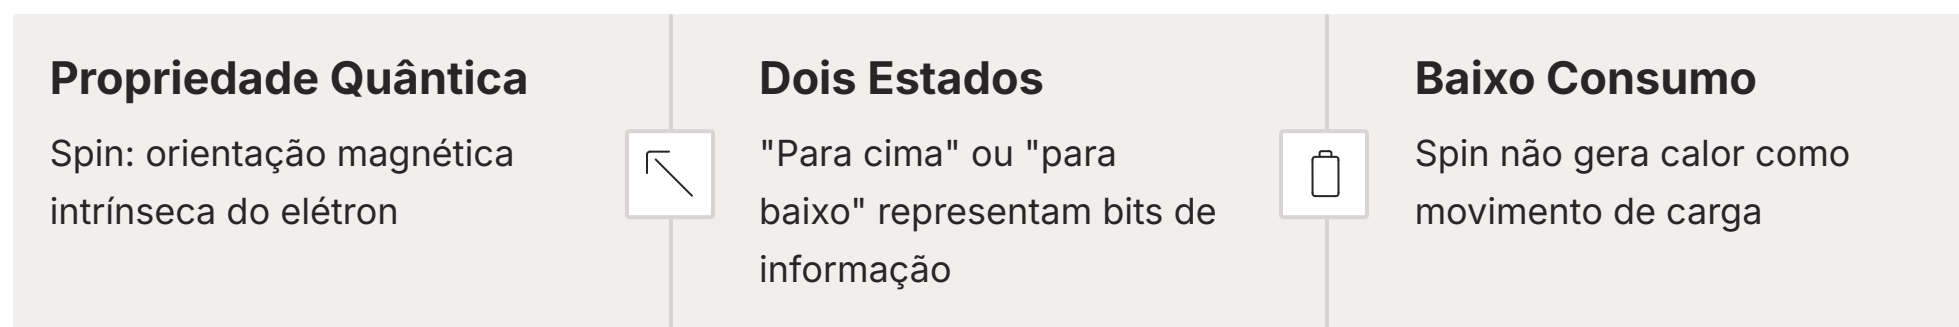 Propriedade Quântica
Spin: orientação magnética
intrínseca do elétron
Dois Estados
"Para cima" ou "para
baixo" representam bits de
informação
Baixo Consumo
Spin não gera calor como
movimento de carga